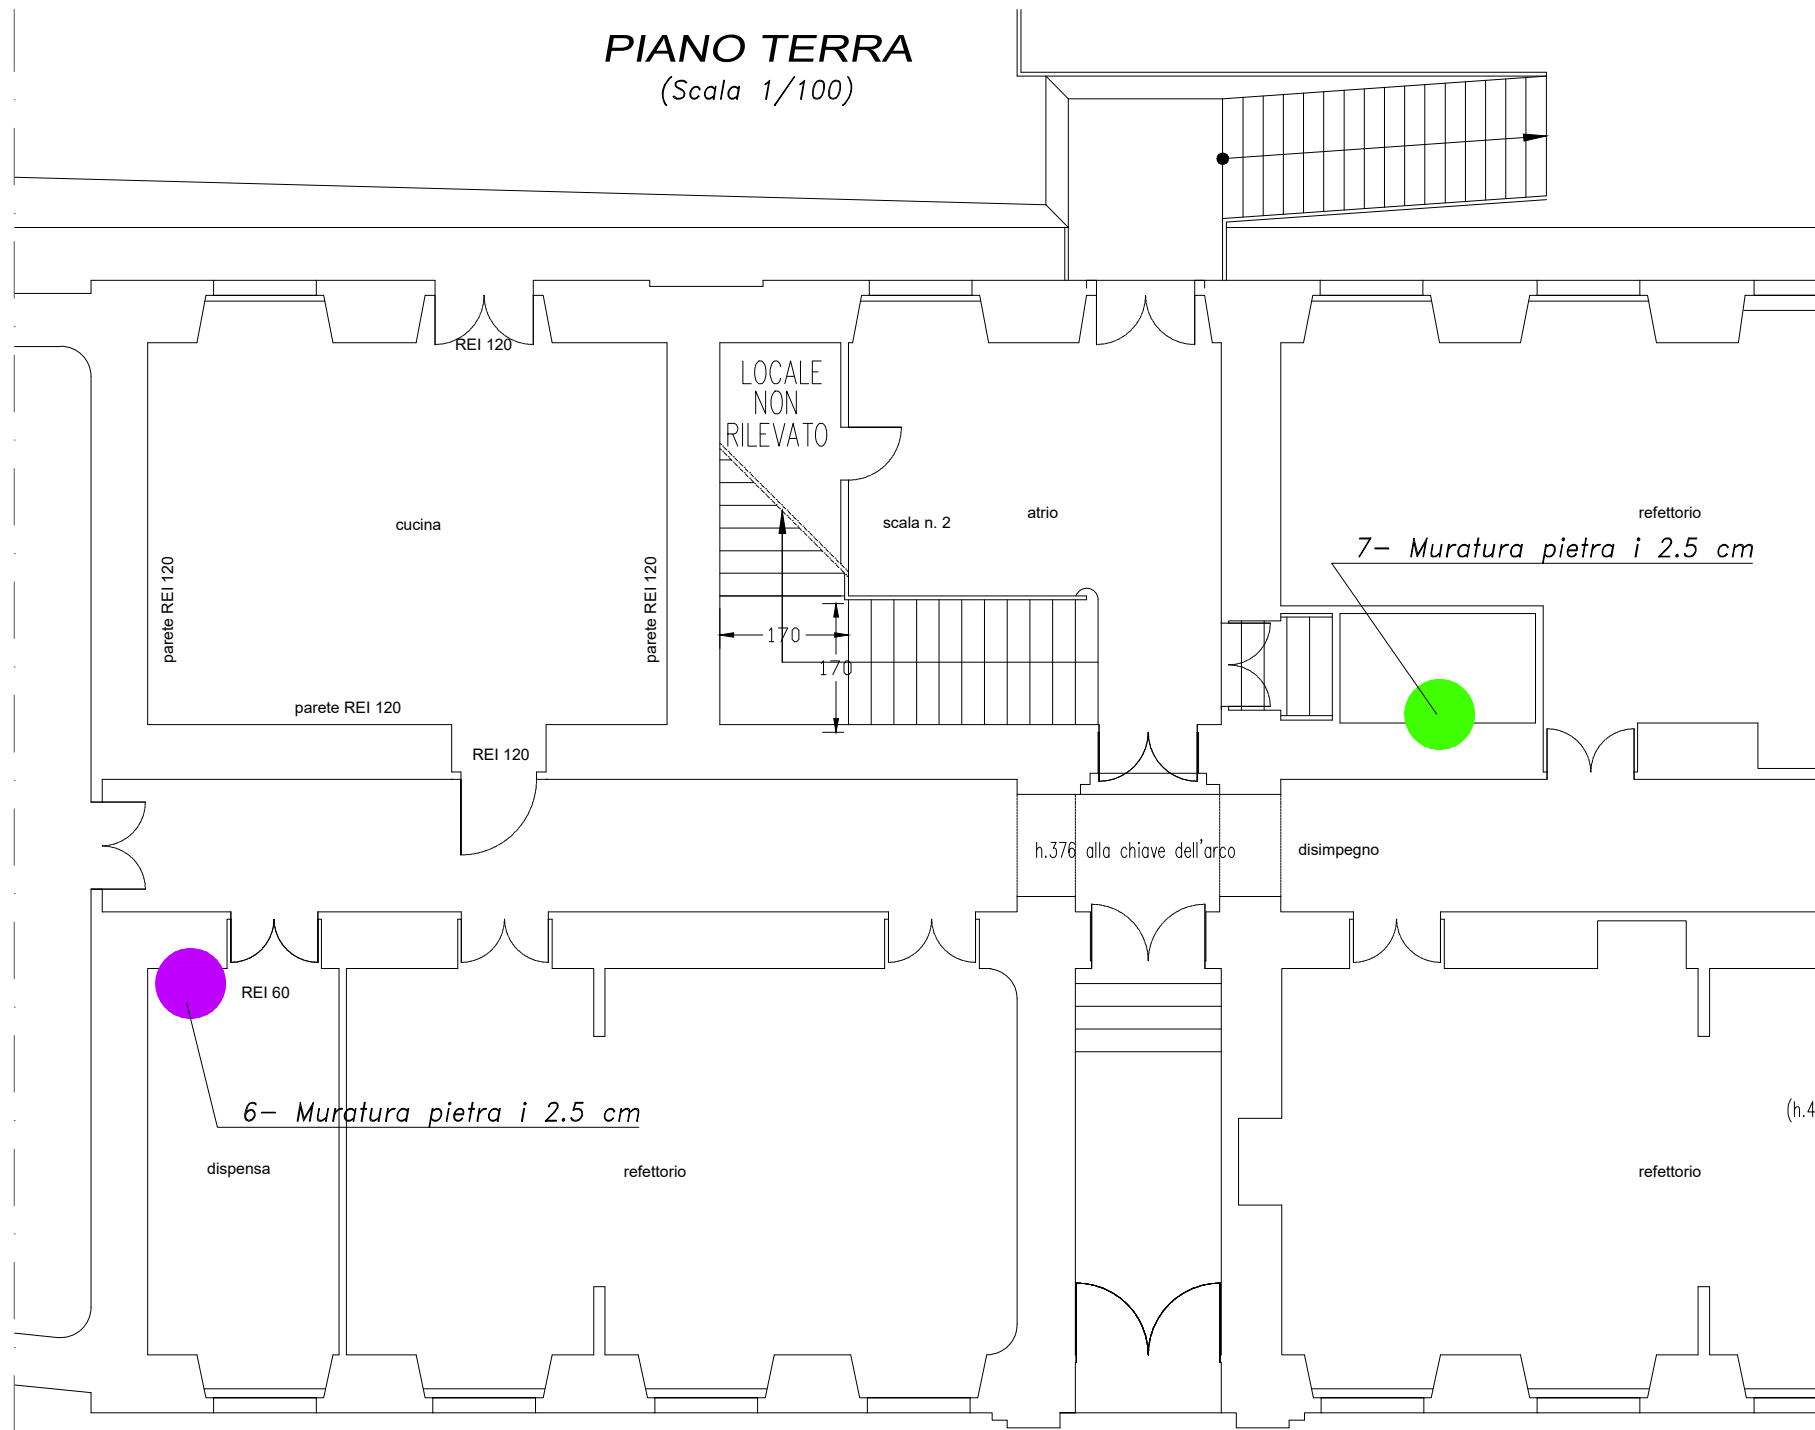 PIANO TERRA
(Scala 1/100)
REI 120
LOCALE
NON
RILEVATO
cucina
scala n. 2
atrio
refettorio
7- Muratura pietra i 2.5 cm
parete REI 120
parete REI 120
170
170
parete REI 120
REI 120
h.376 alla chiave dell'arco
disimpegno
REI 60
6- Muratura pietra i 2.5 cm
(h.4
dispensa
refettorio
refettorio